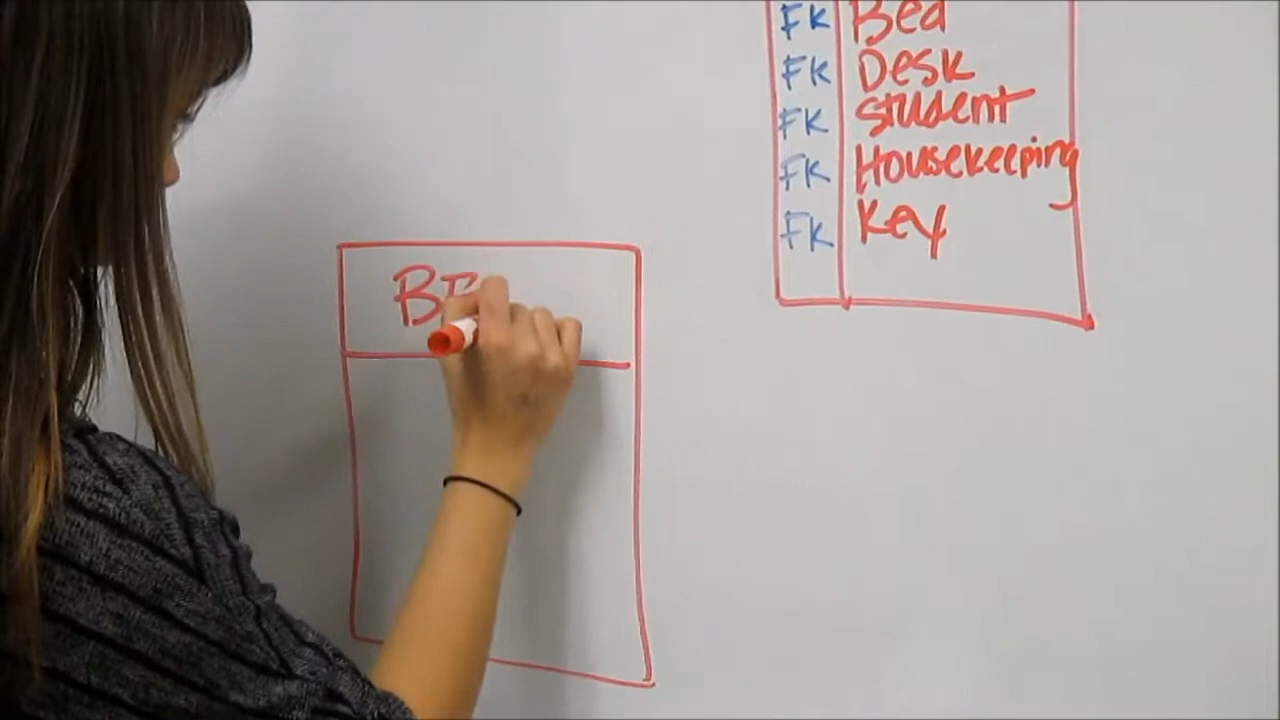 FK Bed
FK Desk
FK Student
FK Housekeeping
FK Key